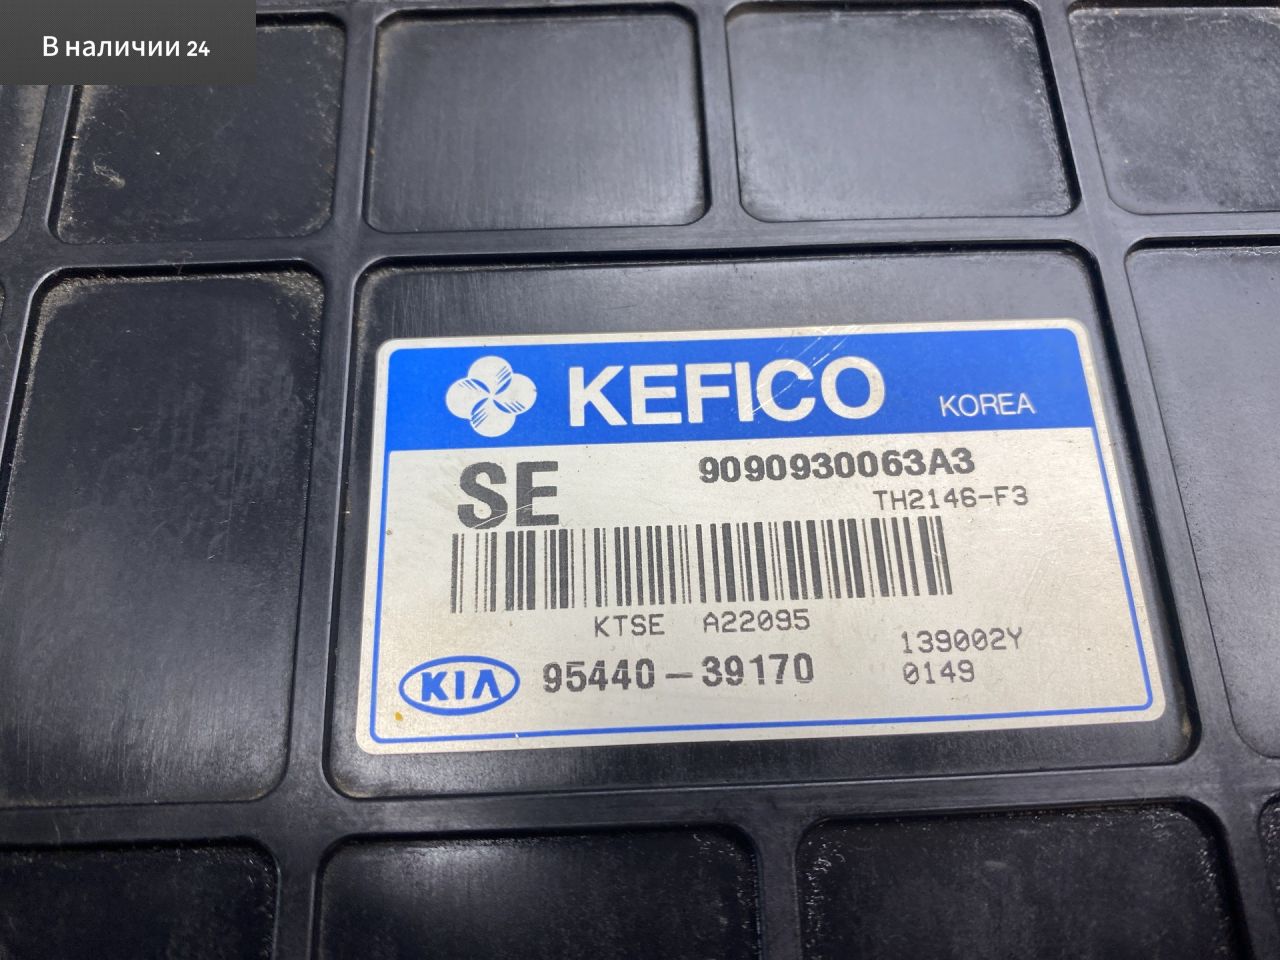 В наличии 24
KEFICO KOREA
SE 9090930063A3
TH2146-F3
KTSE A22095
139002Y
KIA 95440-39170
0149